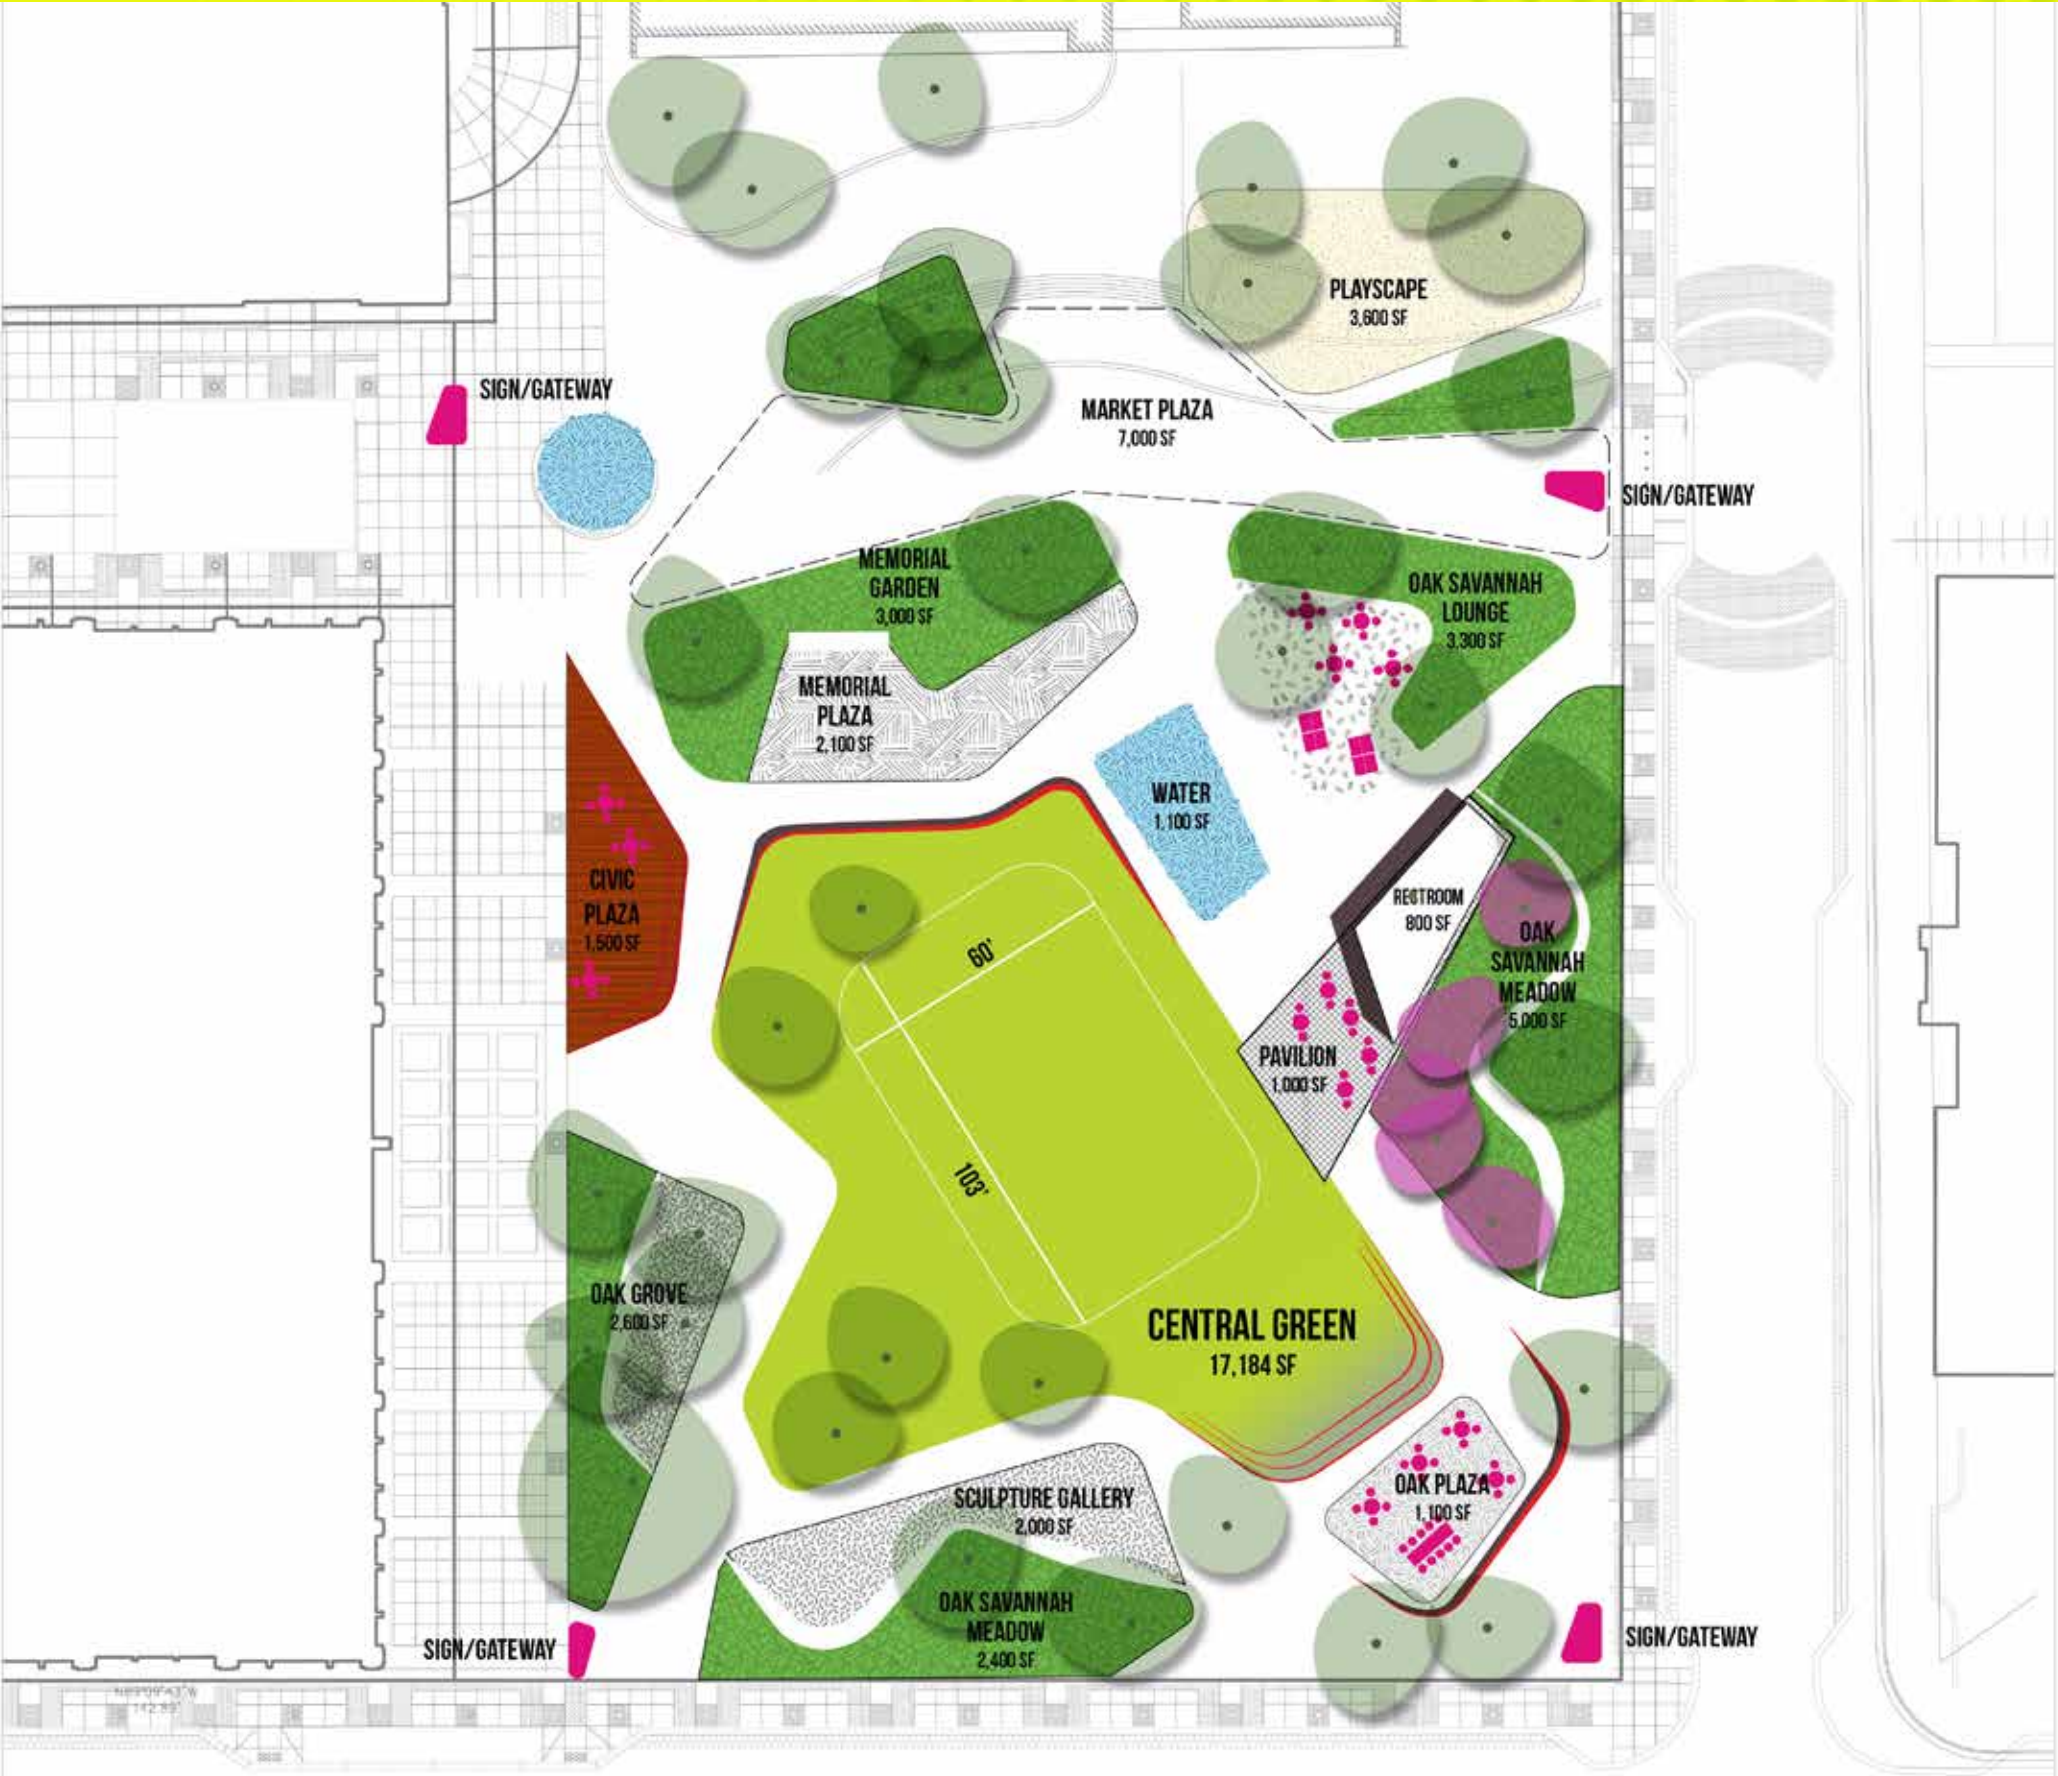 PLAYSCAPE
3,600 SF
SIGN/GATEWAY
MARKET PLAZA
7,000 SF
SIGN/GATEWAY
MEMORIAL
GARDEN
3,000 SF
OAK SAVANNAH
LOUNGE
3,300 SF
MEMORIAL
PLAZA
2,100 SF
WATER
1,100 SF
CIVIC
PLAZA
1,500 SF
RESTROOM
800 SF
60'
OAK
SAVANNAH
MEADOW
5,000 SF
PAVILION
1,000 SF
103'
OAK GROVE
2,600 SF
CENTRAL GREEN
17,184 SF
SCULPTURE GALLERY
2,000 SF
OAK PLAZA
1,100 SF
OAK SAVANNAH
MEADOW
2,400 SF
SIGN/GATEWAY
SIGN/GATEWAY
142.89'